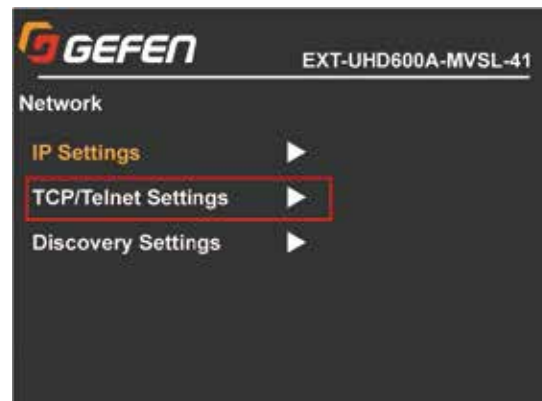 GEFEN
EXT-UHD600A-MVSL-41
Network
IP Settings
TCP/Telnet Settings
Discovery Settings